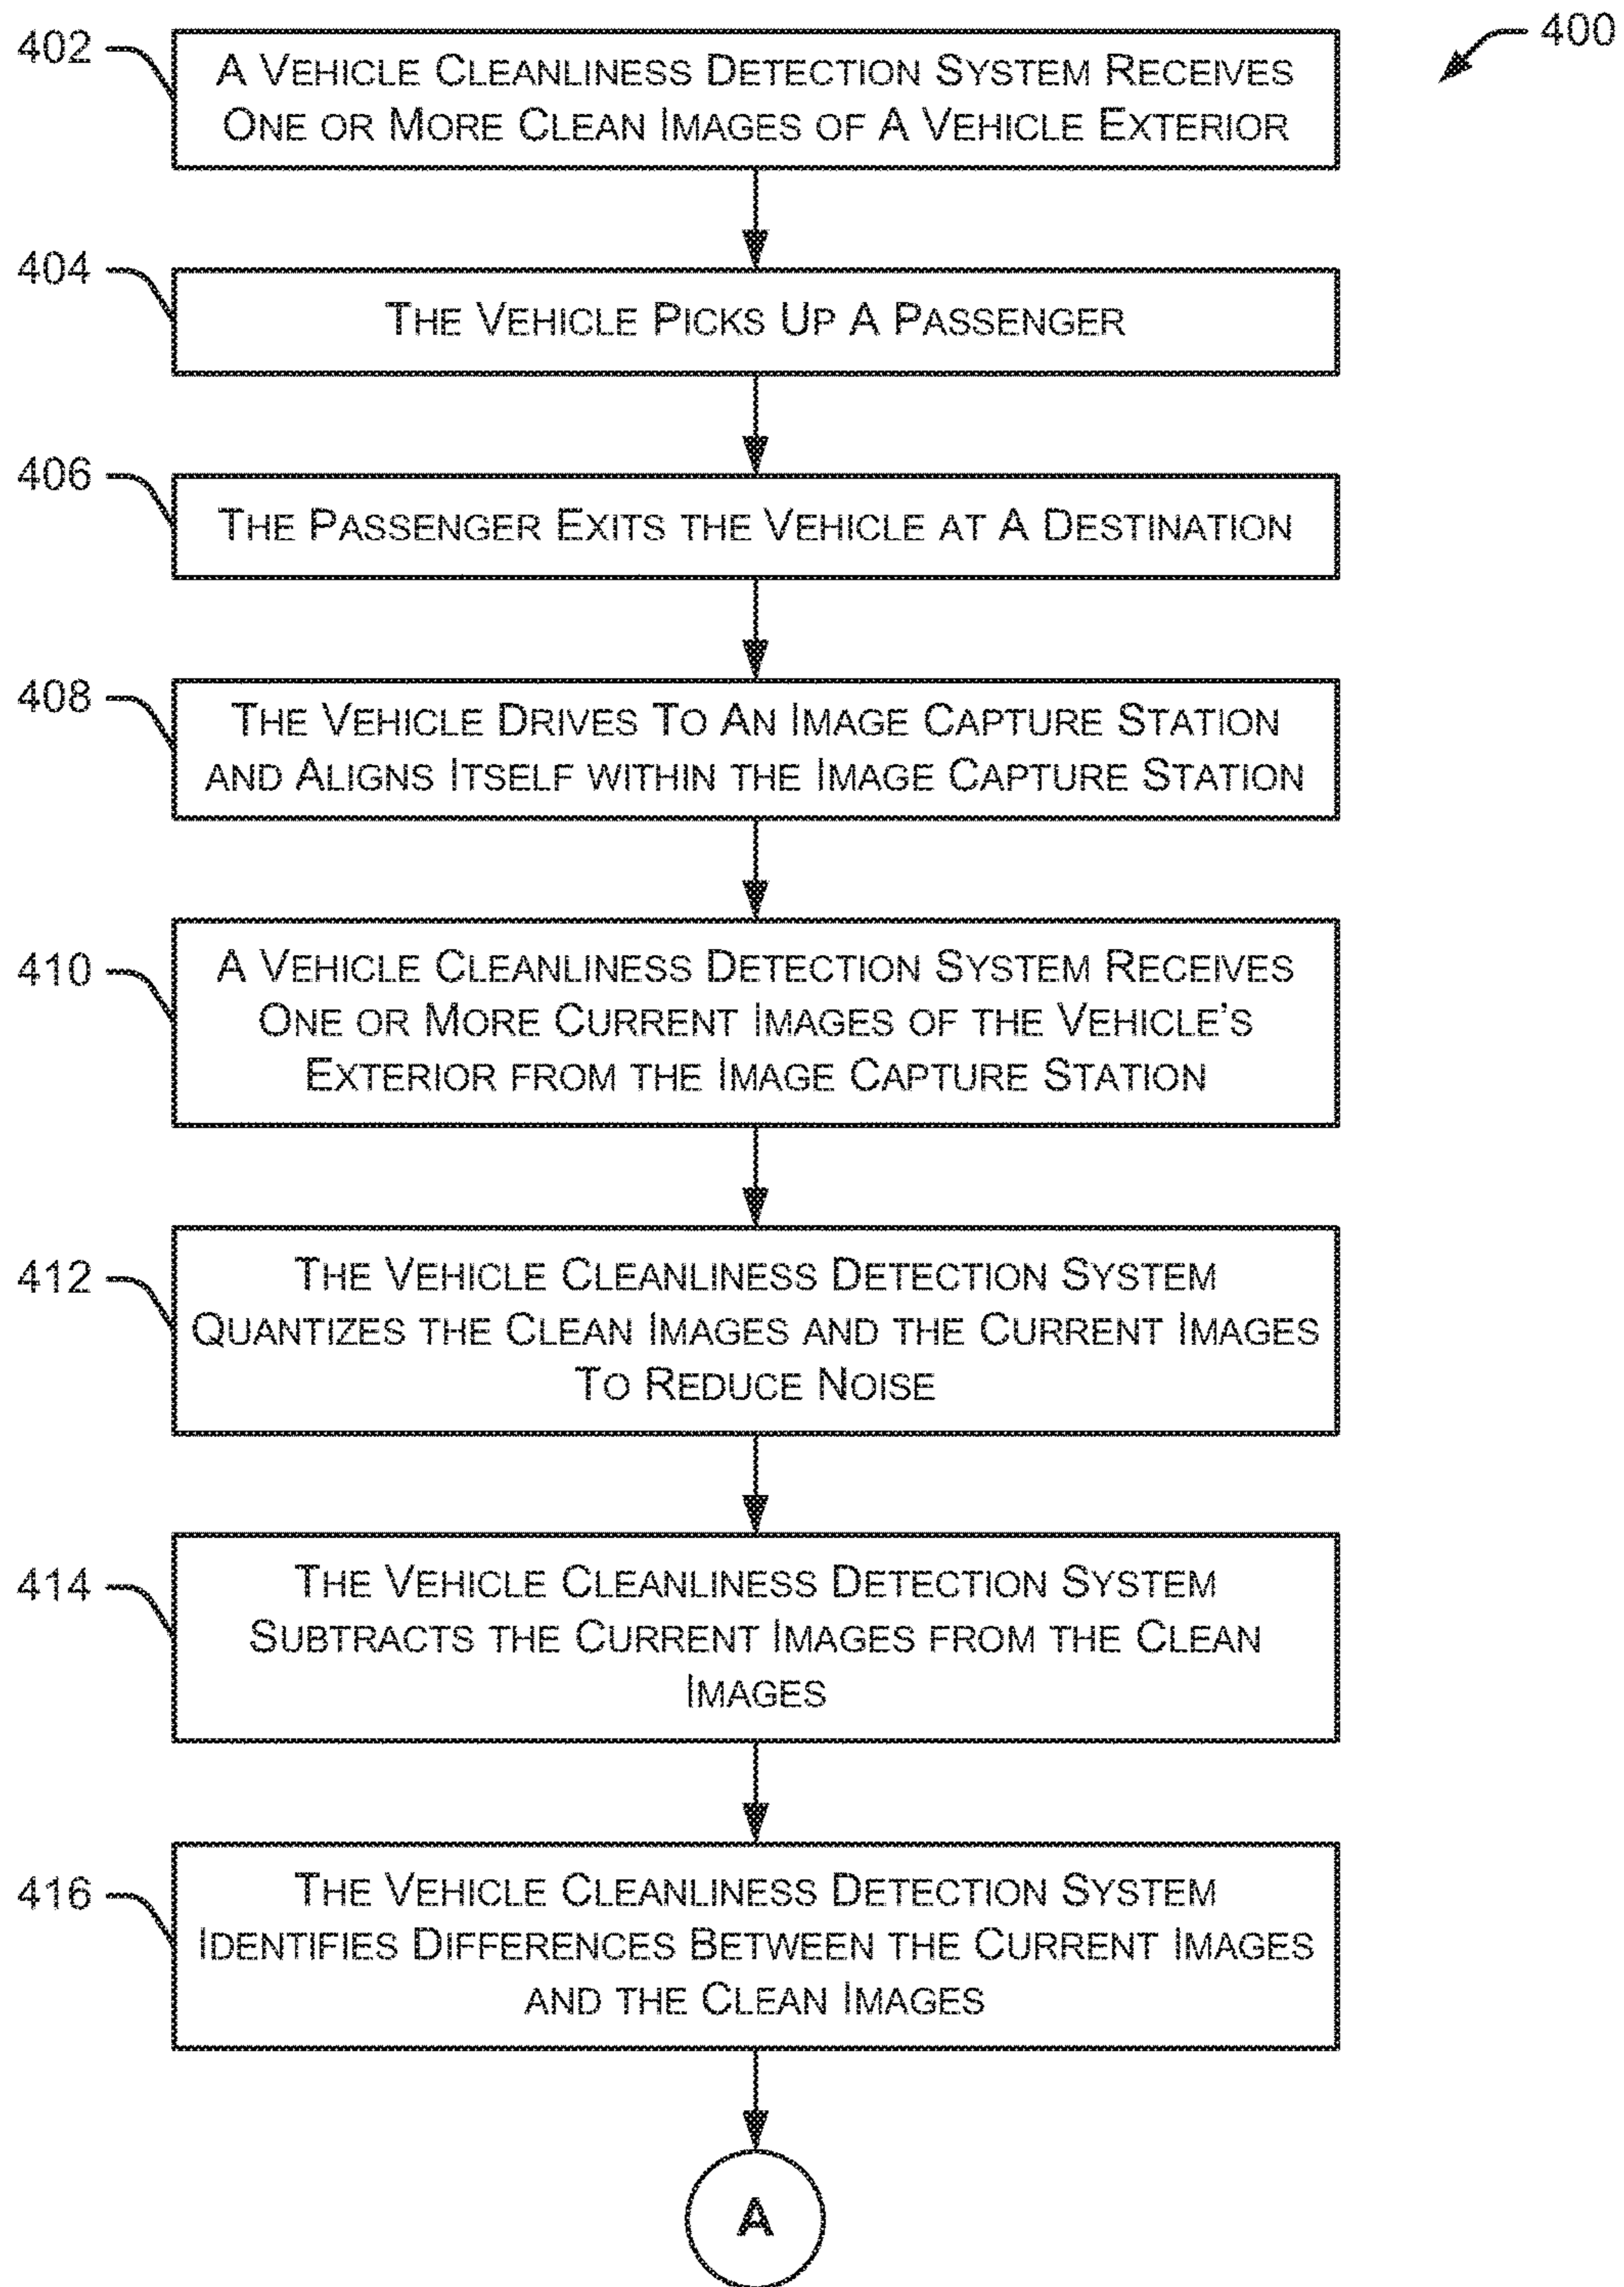 400
402
A VEHICLE CLEANLINESS DETECTION SYSTEM RECEIVES
ONE OR MORE CLEAN IMAGES OF A VEHICLE EXTERIOR
404
THE VEHICLE PICKS UP A PASSENGER
406
THE PASSENGER EXITS THE VEHICLE AT A DESTINATION
408
THE VEHICLE DRIVES TO AN IMAGE CAPTURE STATION
AND ALIGNS ITSELF WITHIN THE IMAGE CAPTURE STATION
410
A VEHICLE CLEANLINESS DETECTION SYSTEM RECEIVES
ONE OR MORE CURRENT IMAGES OF THE VEHICLE'S
EXTERIOR FROM THE IMAGE CAPTURE STATION
412
THE VEHICLE CLEANLINESS DETECTION SYSTEM
QUANTIZES THE CLEAN IMAGES AND THE CURRENT IMAGES
TO REDUCE NOISE
414
THE VEHICLE CLEANLINESS DETECTION SYSTEM
SUBTRACTS THE CURRENT IMAGES FROM THE CLEAN
IMAGES
416
THE VEHICLE CLEANLINESS DETECTION SYSTEM
IDENTIFIES DIFFERENCES BETWEEN THE CURRENT IMAGES
AND THE CLEAN IMAGES
A